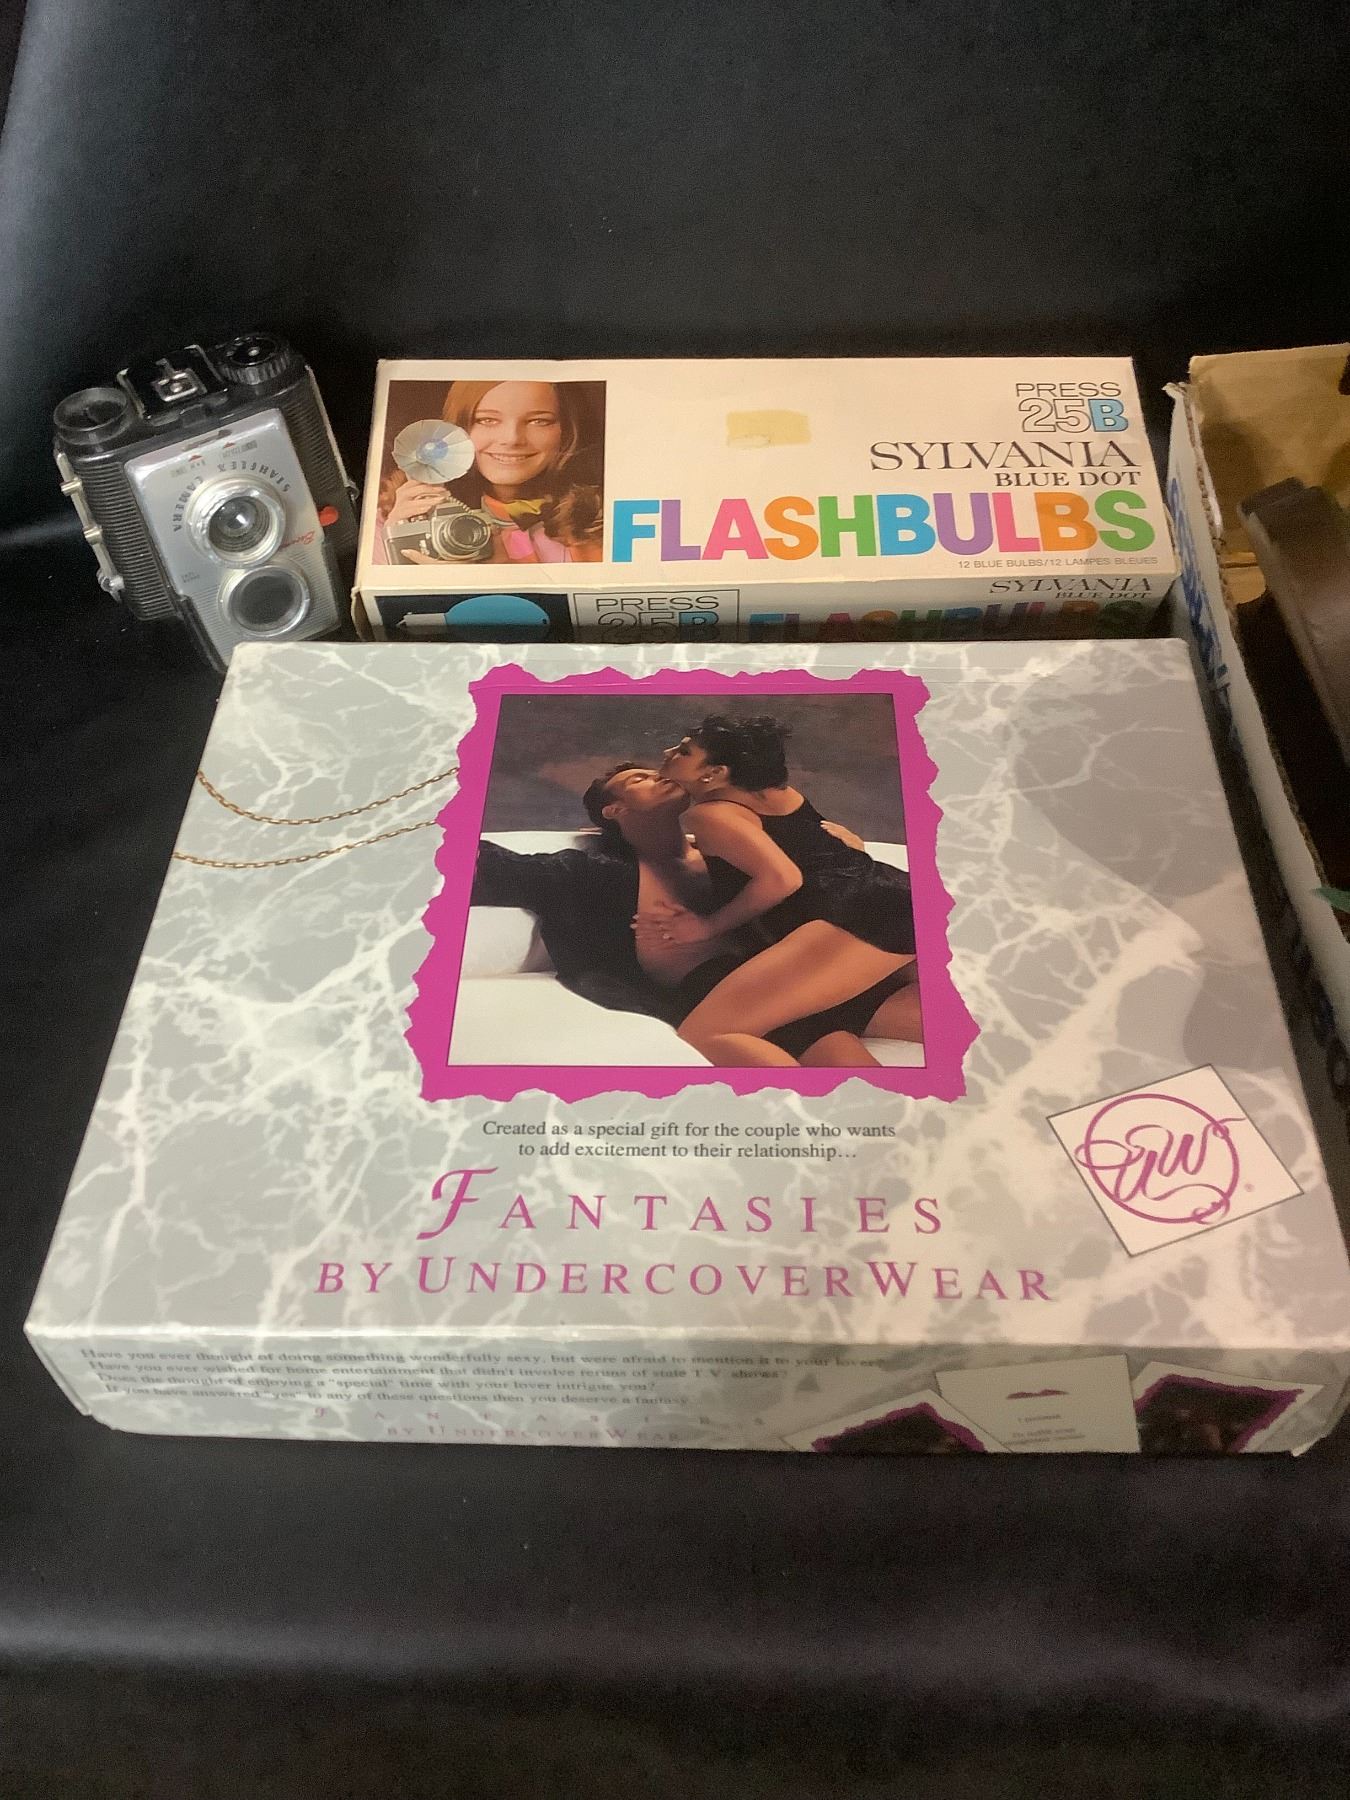 PRESS
25B
SYLVANIA
BLUE DOT
FLASHBULBS
12 BLUE BULBS/12 LAMPES BLEUES
SYLVANIA
BLUE DOT
PRESS
25B
FLASHBULBS
STARFLEX CAMERA
Brownie
Created as a special gift for the couple who wants
to add excitement to their relationship...
FANTASIES
BY UNDERCOVERWEAR
UW
Have you ever thought of doing something wonderfully sexy, but were afraid to mention it to your lover?
Have you ever wished for home entertainment that didn't involve reruns of stale T.V. shows?
Does the thought of enjoying a "special" time with your lover intrigue you?
If you have answered "yes" to any of these questions then you deserve a fantasy
FANTASIES
BY UNDERCOVERWEAR